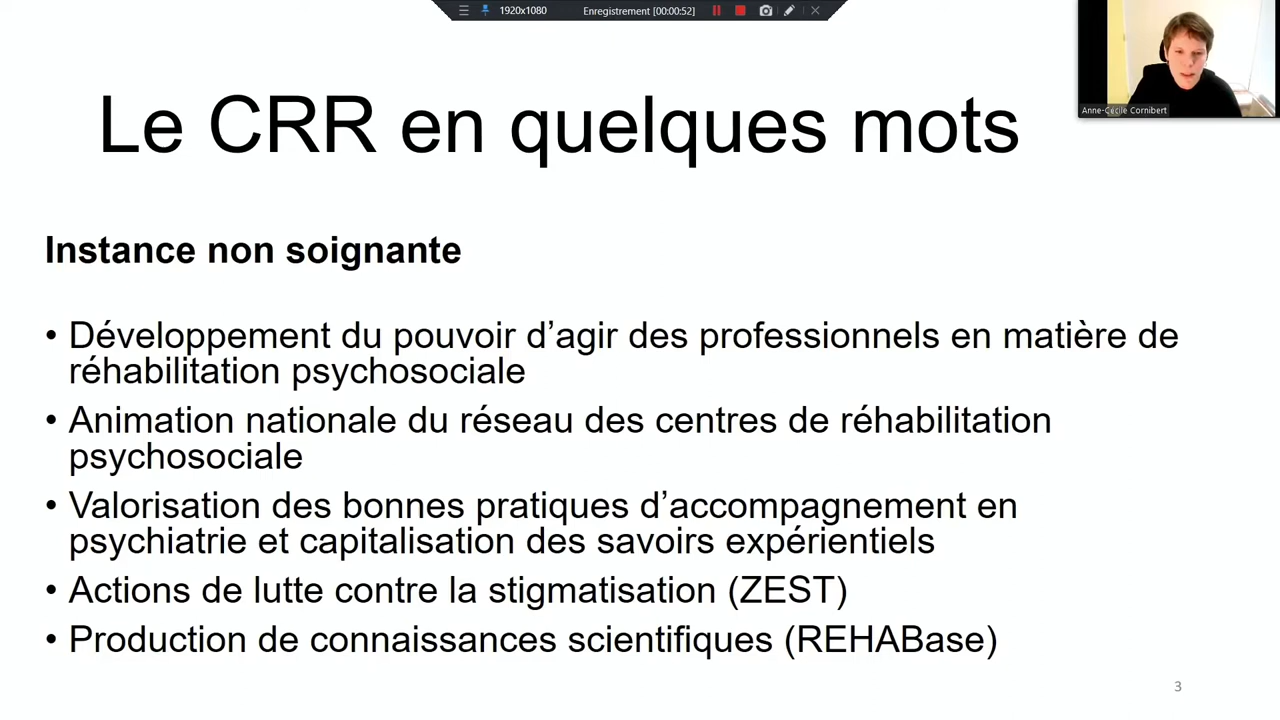 1920x1080 Enregistrement [00:00:52]
Anne-Cécile Cornibert
Le CRR en quelques mots
Instance non soignante
• Développement du pouvoir d’agir des professionnels en matière de
réhabilitation psychosociale
• Animation nationale du réseau des centres de réhabilitation
psychosociale
• Valorisation des bonnes pratiques d’accompagnement en
psychiatrie et capitalisation des savoirs expérientiels
• Actions de lutte contre la stigmatisation (ZEST)
• Production de connaissances scientifiques (REHABase)
3